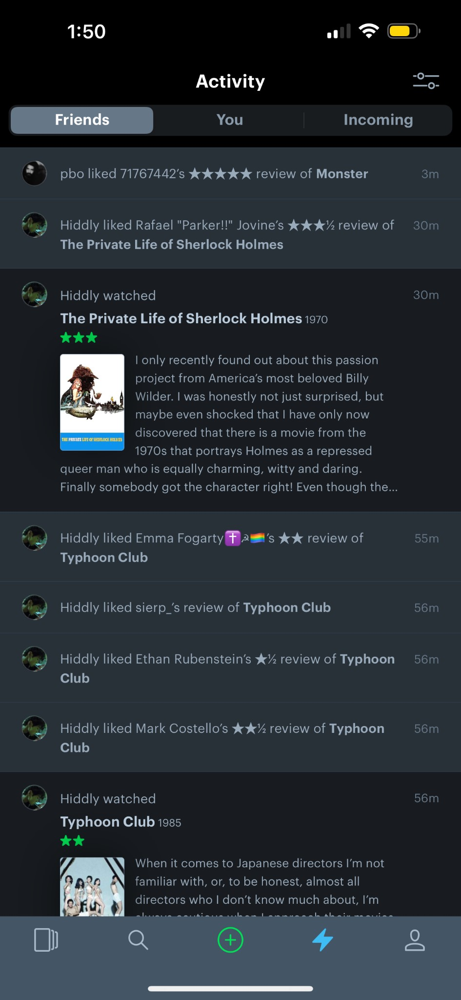 1:50
Activity
Friends
You
Incoming
pbo liked 71767442’s ★★★★★ review of Monster
3m
Hiddly liked Rafael "Parker!!" Jovine’s ★★★½ review of
30m
The Private Life of Sherlock Holmes
Hiddly watched
30m
The Private Life of Sherlock Holmes 1970
★★★
THE PRIVATE LIFE OF SHERLOCK HOLMES
I only recently found out about this passion
project from America’s most beloved Billy
Wilder. I was honestly not just surprised, but
maybe even shocked that I have only now
discovered that there is a movie from the
1970s that portrays Holmes as a repressed
queer man who is equally charming, witty and daring.
Finally somebody got the character right! Even though the...
Hiddly liked Emma Fogarty✝️☭🏳️‍🌈’s ★★ review of
55m
Typhoon Club
Hiddly liked sierp_’s review of Typhoon Club
56m
Hiddly liked Ethan Rubenstein’s ★½ review of Typhoon
56m
Club
Hiddly liked Mark Costello’s ★★½ review of Typhoon
56m
Club
Hiddly watched
56m
Typhoon Club 1985
★★
When it comes to Japanese directors I’m not
familiar with, or, to be honest, almost all
directors who I don’t know much about, I’m
always cautious when I approach their movies